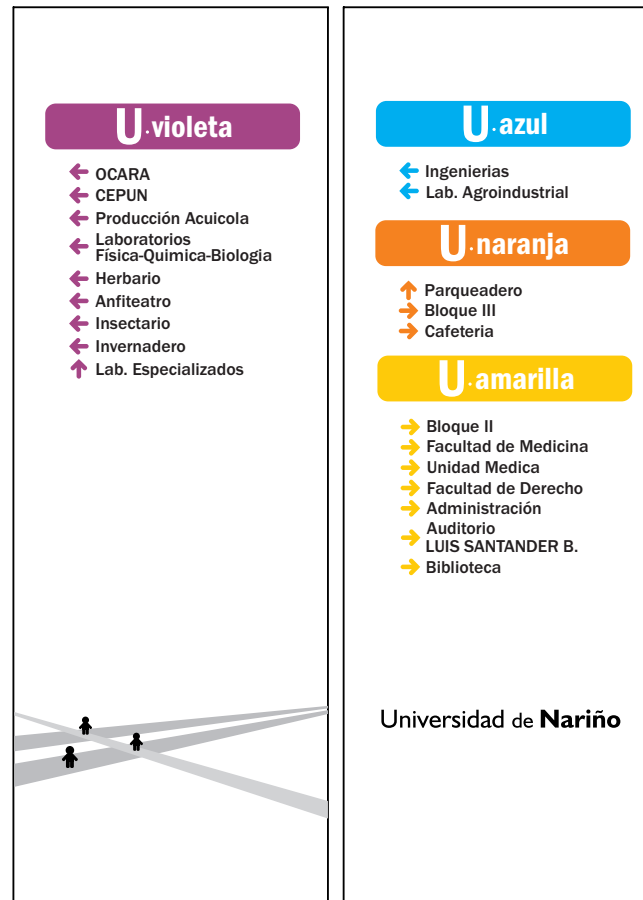 U·violeta
OCARA
CEPUN
Producción Acuicola
Laboratorios
Física-Quimica-Biologia
Herbario
Anfiteatro
Insectario
Invernadero
Lab. Especializados
U·azul
Ingenierias
Lab. Agroindustrial
U·naranja
Parqueadero
Bloque III
Cafeteria
U·amarilla
Bloque II
Facultad de Medicina
Unidad Medica
Facultad de Derecho
Administración
Auditorio
LUIS SANTANDER B.
Biblioteca
Universidad de Nariño